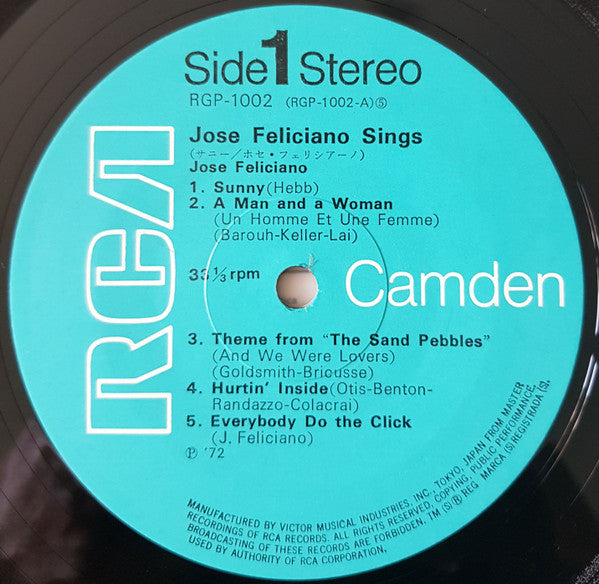 Side 1 Stereo
RGP-1002 (RGP-1002-A)⑤
Jose Feliciano Sings
(サニー/ホセ・フェリシアーノ)
Jose Feliciano
1. Sunny(Hebb)
2. A Man and a Woman
(Un Homme Et Une Femme)
(Barouh-Keller-Lai)
33 1/3 rpm
RCA
Camden
3. Theme from "The Sand Pebbles"
(And We Were Lovers)
(Goldsmith-Bricusse)
4. Hurtin' Inside(Otis-Benton-
Randazzo-Colacrai)
5. Everybody Do the Click
(J. Feliciano)
Ⓟ '72
MANUFACTURED BY VICTOR MUSICAL INDUSTRIES, INC. TOKYO, JAPAN FROM MASTER
RECORDINGS OF RCA RECORDS. ALL RIGHTS RESERVED. COPYING, PUBLIC PERFORMANCE,
BROADCASTING OF THESE RECORDS ARE FORBIDDEN. TM (S) ® REG MARCA (S) REGISTRADA (S).
USED BY AUTHORITY OF RCA CORPORATION.